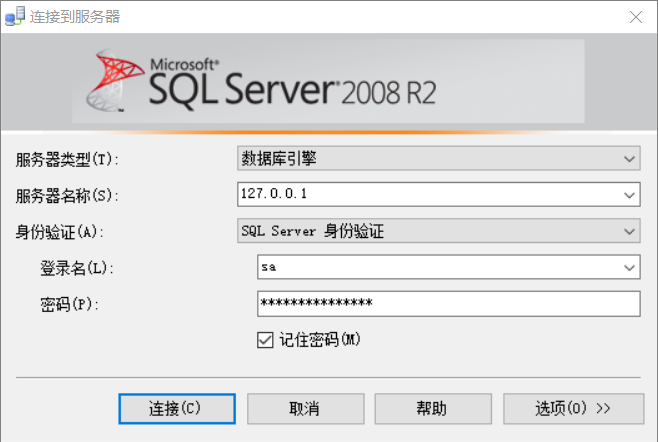 连接到服务器
Microsoft®
SQL Server® 2008 R2
服务器类型(T): 数据库引擎
服务器名称(S): 127.0.0.1
身份验证(A): SQL Server 身份验证
登录名(L): sa
密码(P): ***************
记住密码(M)
连接(C) 取消 帮助 选项(O) >>